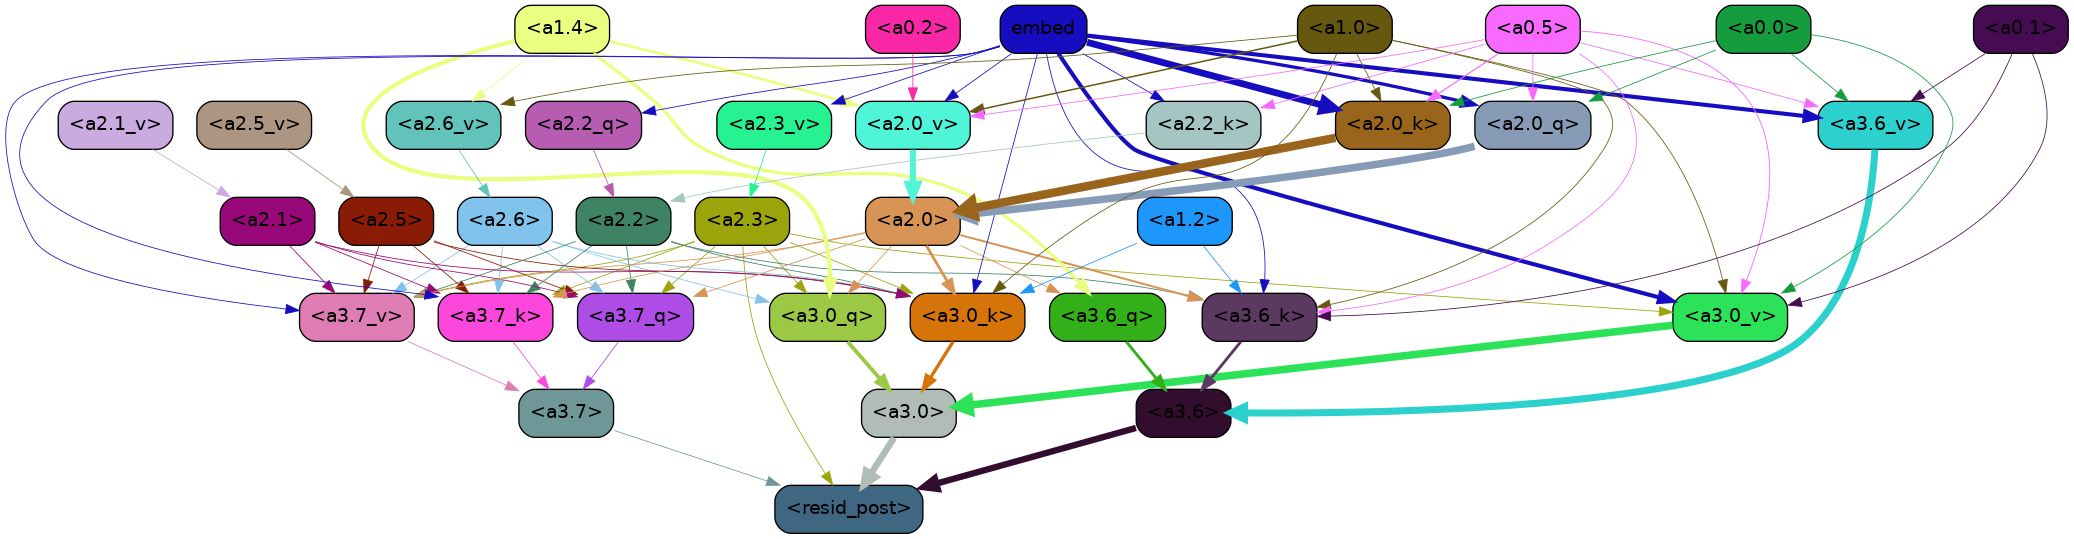 <a1.4>
<a0.2>
embed
<a1.0>
<a0.5>
<a0.0>
<a0.1>
<a2.1_v>
<a2.5_v>
<a2.6_v>
<a2.2_q>
<a2.3_v>
<a2.0_v>
<a2.2_k>
<a2.0_k>
<a2.0_q>
<a3.6_v>
<a2.1>
<a2.5>
<a2.6>
<a2.2>
<a2.3>
<a2.0>
<a1.2>
<a3.7_v>
<a3.7_k>
<a3.7_q>
<a3.0_q>
<a3.0_k>
<a3.6_q>
<a3.6_k>
<a3.0_v>
<a3.7>
<a3.0>
<a3.6>
<resid_post>